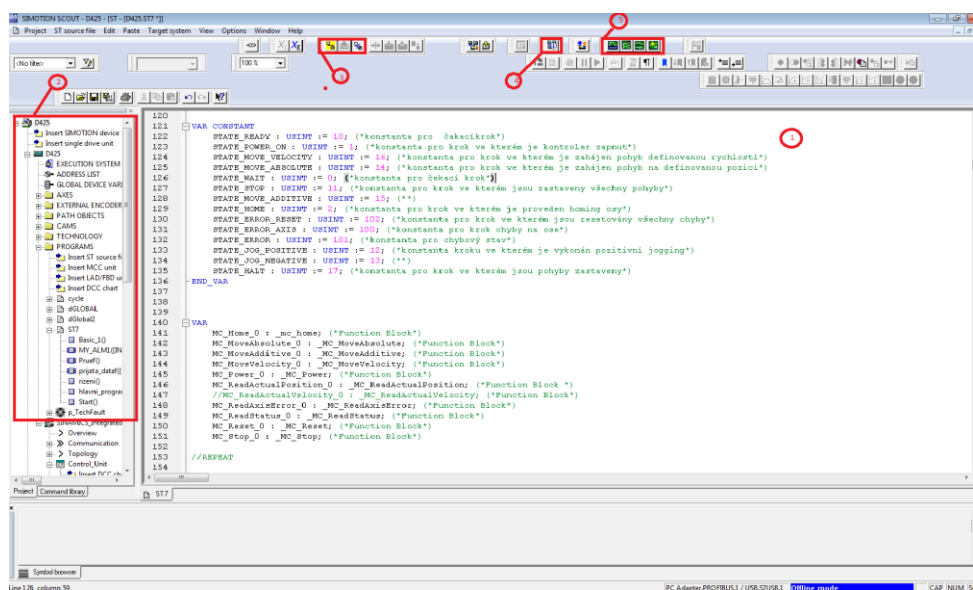 SIMOTION SCOUT - D425 - [ST - [D425.ST7 *]]
Project ST source file Edit Paste Target system View Options Window Help
<No filter>
100 %
3
4
5
2
1
D425
Insert SIMOTION device
Insert single drive unit
D425
EXECUTION SYSTEM
ADDRESS LIST
GLOBAL DEVICE VARI
AXES
EXTERNAL ENCODER
PATH OBJECTS
CAMS
TECHNOLOGY
PROGRAMS
Insert ST source fi
Insert MCC unit
Insert LAD/FBD un
Insert DCC chart
cycle
dGLOBAL
dGlobal2
ST7
Basic_1()
MY_ALM1([IN
Pruef()
prijata_dataf([
rizeni()
hlavni_progra
Start()
p_TechFault
SINAMICS_Integrated
Overview
Communication
Topology
Control_Unit
Insert DCC ch
Project Command library
120
121 VAR CONSTANT
122 STATE_READY : USINT := 10; (*konstanta pro čakacíkrok*)
123 STATE_POWER_ON : USINT := 1; (*konstanta pro krok ve kterém je kontroler zapnut*)
124 STATE_MOVE_VELOCITY : USINT := 16; (*konstanta pro krok ve kterém je zahájen pohyb definovanou rychlostí*)
125 STATE_MOVE_ABSOLUTE : USINT := 14; (*konstanta pro krok ve kterém je zahájen pohyb na definovanou pozici*)
126 STATE_WAIT : USINT := 0; (*konstanta pro čekací krok*)
127 STATE_STOP : USINT := 11; (*konstanta pro krok ve kterém jsou zastaveny všechny pohyby*)
128 STATE_MOVE_ADDITIVE : USINT := 15; (**)
129 STATE_HOME : USINT := 2; (*konstanta pro krok ve kterém je proveden homing osy*)
130 STATE_ERROR_RESET : USINT := 102; (*konstanta pro krok ve kterém jsou resetovány všechny chyby*)
131 STATE_ERROR_AXIS : USINT := 100; (*konstanta pro krok chyby na ose*)
132 STATE_ERROR : USINT := 101; (*konstanta pro chybový stav*)
133 STATE_JOG_POSITIVE : USINT := 12; (*konstanta kroku ve kterém je vykonán pozitivní jogging*)
134 STATE_JOG_NEGATIVE : USINT := 13; (**)
135 STATE_HALT : USINT := 17; (*konstanta pro krok ve kterém jsou pohyby zastaveny*)
136 END_VAR
137
138
139
140 VAR
141 MC_Home_0 : _mc_home; (*Function Block*)
142 MC_MoveAbsolute_0 : _MC_MoveAbsolute; (*Function Block*)
143 MC_MoveAdditive_0 : _MC_MoveAdditive; (*Function Block*)
144 MC_MoveVelocity_0 : _MC_MoveVelocity; (*Function Block*)
145 MC_Power_0 : _MC_Power; (*Function Block*)
146 MC_ReadActualPosition_0 : _MC_ReadActualPosition; (*Function Block *)
147 //MC_ReadActualVelocity_0 : _MC_ReadActualVelocity; (*Function Block*)
148 MC_ReadAxisError_0 : _MC_ReadAxisError; (*Function Block*)
149 MC_ReadStatus_0 : _MC_ReadStatus; (*Function Block*)
150 MC_Reset_0 : _MC_Reset; (*Function Block*)
151 MC_Stop_0 : _MC_Stop; (*Function Block*)
152
153 //REPEAT
154
ST7
Symbol browser
Line 126, column 59
PC Adapter.PROFIBUS.1 / USB.STUSB.1
Offline mode
CAP NUM